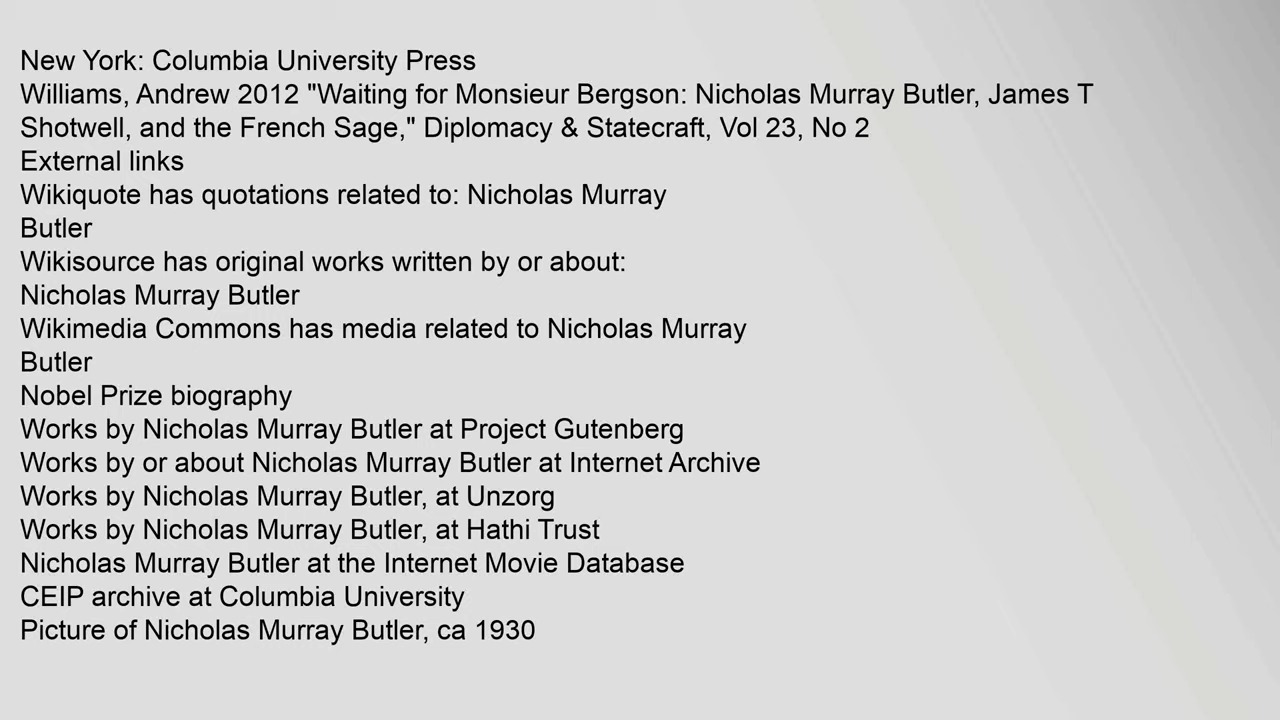 New York: Columbia University Press
Williams, Andrew 2012 "Waiting for Monsieur Bergson: Nicholas Murray Butler, James T
Shotwell, and the French Sage," Diplomacy & Statecraft, Vol 23, No 2
External links
Wikiquote has quotations related to: Nicholas Murray
Butler
Wikisource has original works written by or about:
Nicholas Murray Butler
Wikimedia Commons has media related to Nicholas Murray
Butler
Nobel Prize biography
Works by Nicholas Murray Butler at Project Gutenberg
Works by or about Nicholas Murray Butler at Internet Archive
Works by Nicholas Murray Butler, at Unzorg
Works by Nicholas Murray Butler, at Hathi Trust
Nicholas Murray Butler at the Internet Movie Database
CEIP archive at Columbia University
Picture of Nicholas Murray Butler, ca 1930